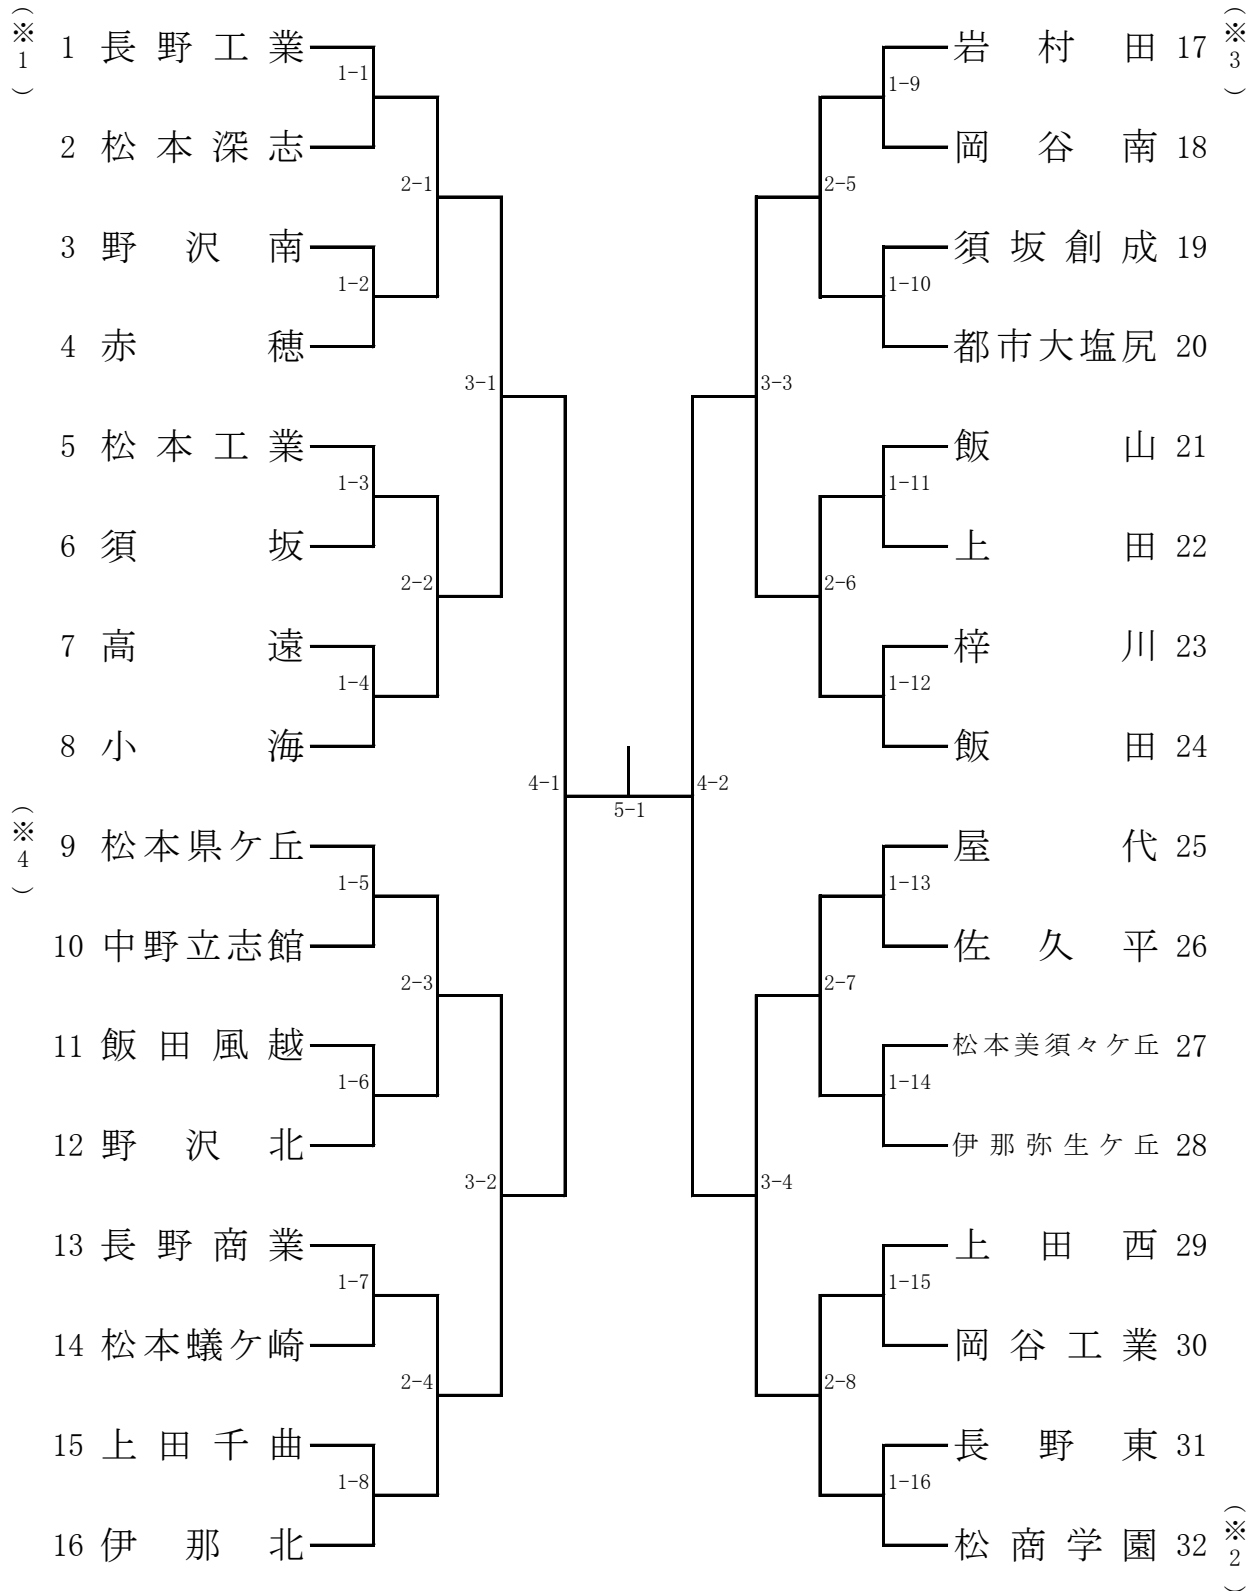 （※1） 1 長野工業
1-1
2 松本深志
2-1
3 野沢南
1-2
4 赤穂
3-1
5 松本工業
1-3
6 須坂
2-2
7 高遠
1-4
8 小海
4-1
（※4） 9 松本県ケ丘
1-5
10 中野立志館
2-3
11 飯田風越
1-6
12 野沢北
3-2
13 長野商業
1-7
14 松本蟻ケ崎
2-4
15 上田千曲
1-8
16 伊那北
5-1
岩村田 17 （※3）
1-9
岡谷南 18
2-5
須坂創成 19
1-10
都市大塩尻 20
3-3
飯山 21
1-11
上田 22
2-6
梓川 23
1-12
飯田 24
4-2
屋代 25
1-13
佐久平 26
2-7
松本美須々ケ丘 27
1-14
伊那弥生ケ丘 28
3-4
上田西 29
1-15
岡谷工業 30
2-8
長野東 31
1-16
松商学園 32 （※2）